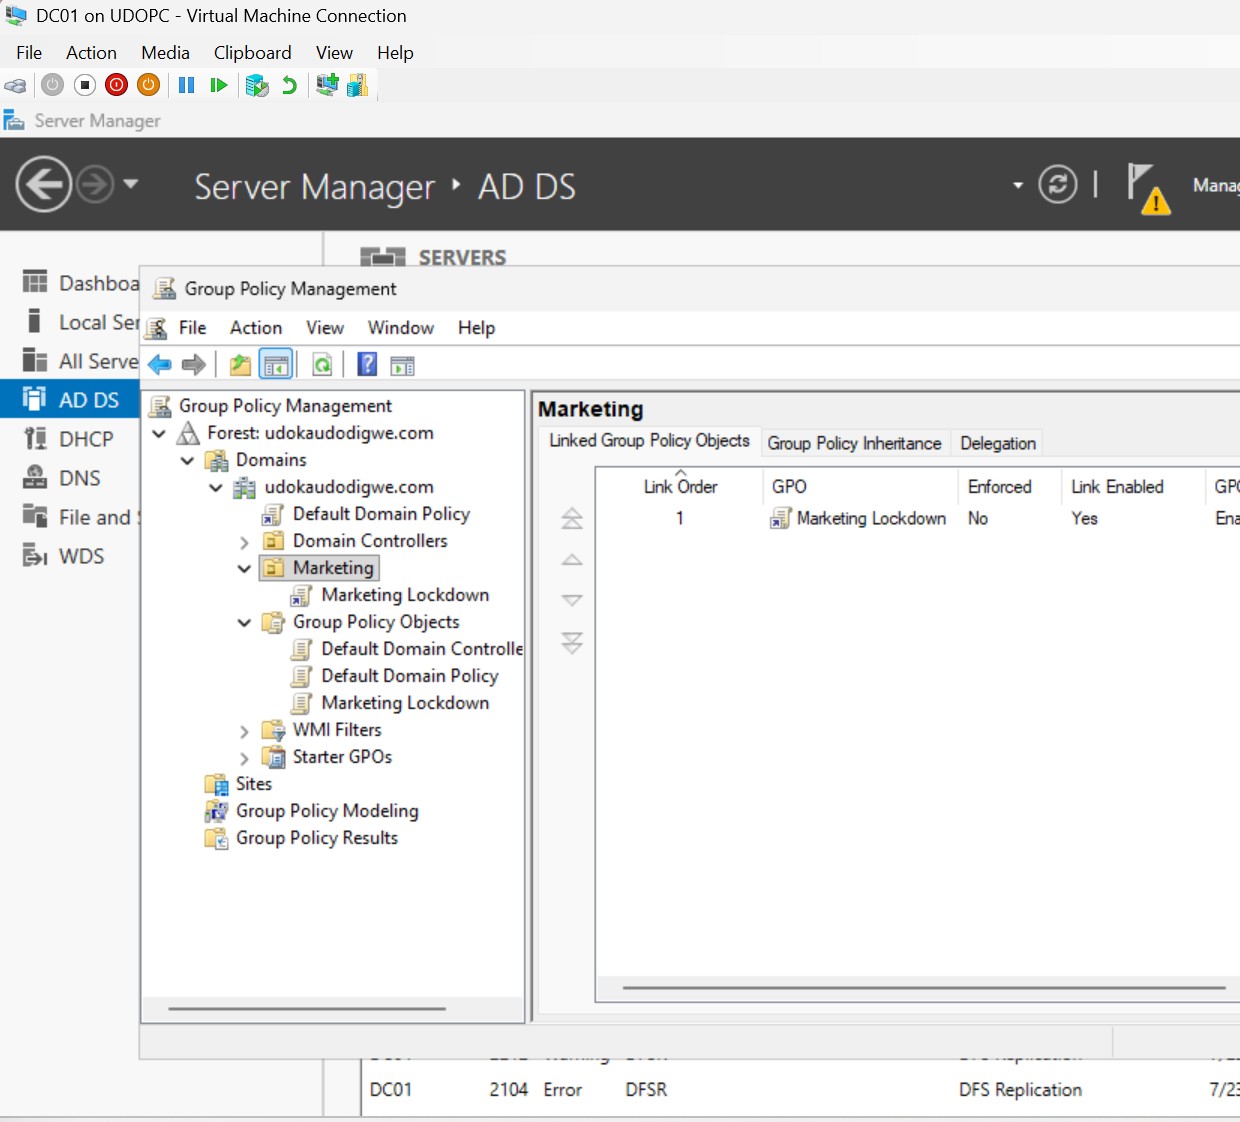 DC01 on UDOPC - Virtual Machine Connection
File Action Media Clipboard View Help
Server Manager
Server Manager AD DS
SERVERS
Local
All Serve
AD DS
DHCP
DNS
File and
WDS
Group Policy Management
File Action View Window Help
Group Policy Management
Forest: udokaudodigwe.com
Domains
udokaudodigwe.com
Default Domain Policy
Domain Controllers
Marketing
Marketing Lockdown
Group Policy Objects
Default Domain Controlle
Default Domain Policy
Marketing Lockdown
WMI Filters
Starter GPOs
Sites
Group Policy Modeling
Group Policy Results
Marketing
Linked Group Policy Objects Group Policy Inheritance Delegation
Link Order GPO Enforced Link Enabled
1 Marketing Lockdown No Yes
DC01 2104 Error DFSR DFS Replication 7/23